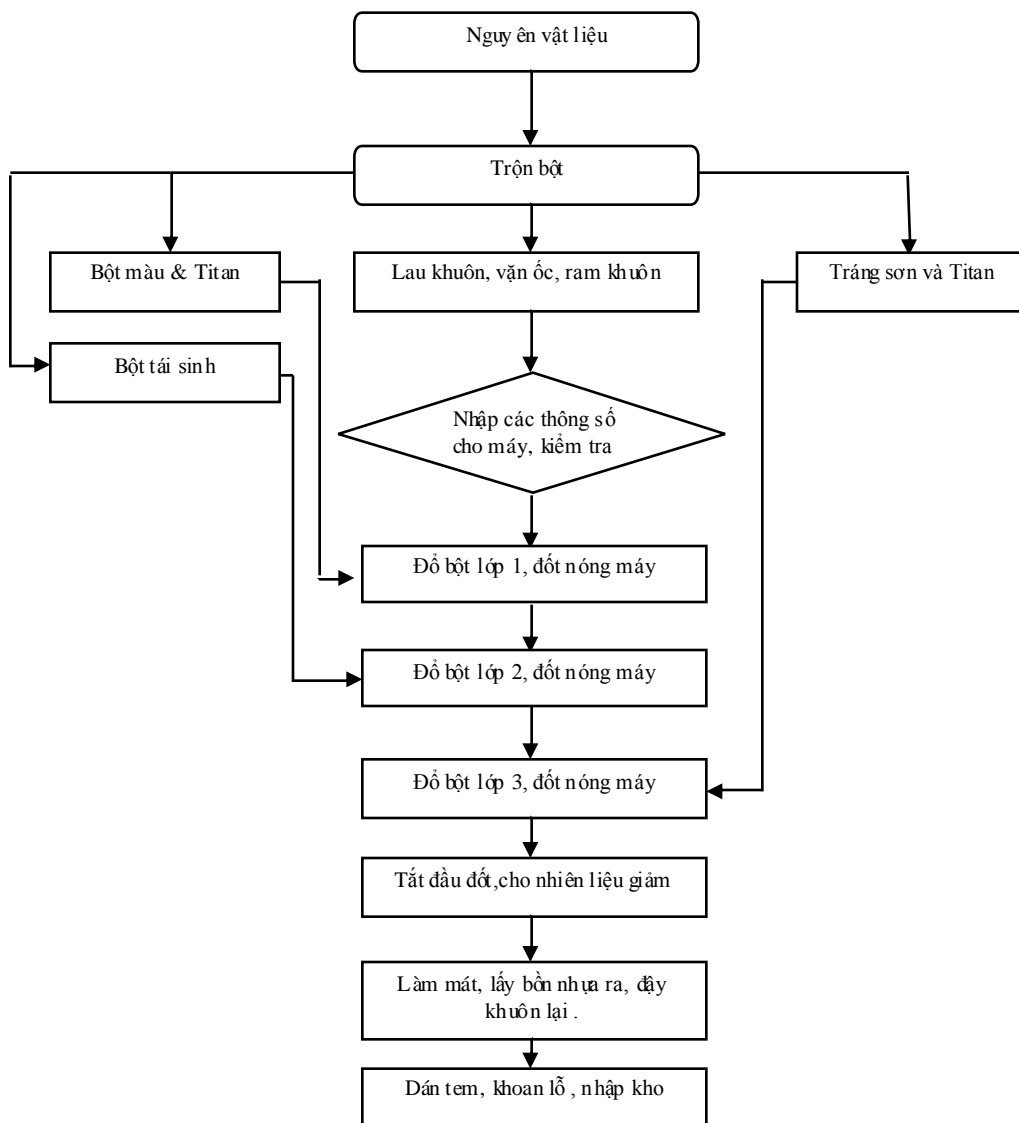 Nguyên vật liệu
Trộn bột
Bột màu & Titan
Lau khuôn, vặn ốc, ram khuôn
Tráng sơn và Titan
Bột tái sinh
Nhập các thông số
cho máy, kiểm tra
Đổ bột lớp 1, đốt nóng máy
Đổ bột lớp 2, đốt nóng máy
Đổ bột lớp 3, đốt nóng máy
Tắt đầu đốt,cho nhiên liệu giảm
Làm mát, lấy bồn nhựa ra, đậy
khuôn lại .
Dán tem, khoan lỗ , nhập kho